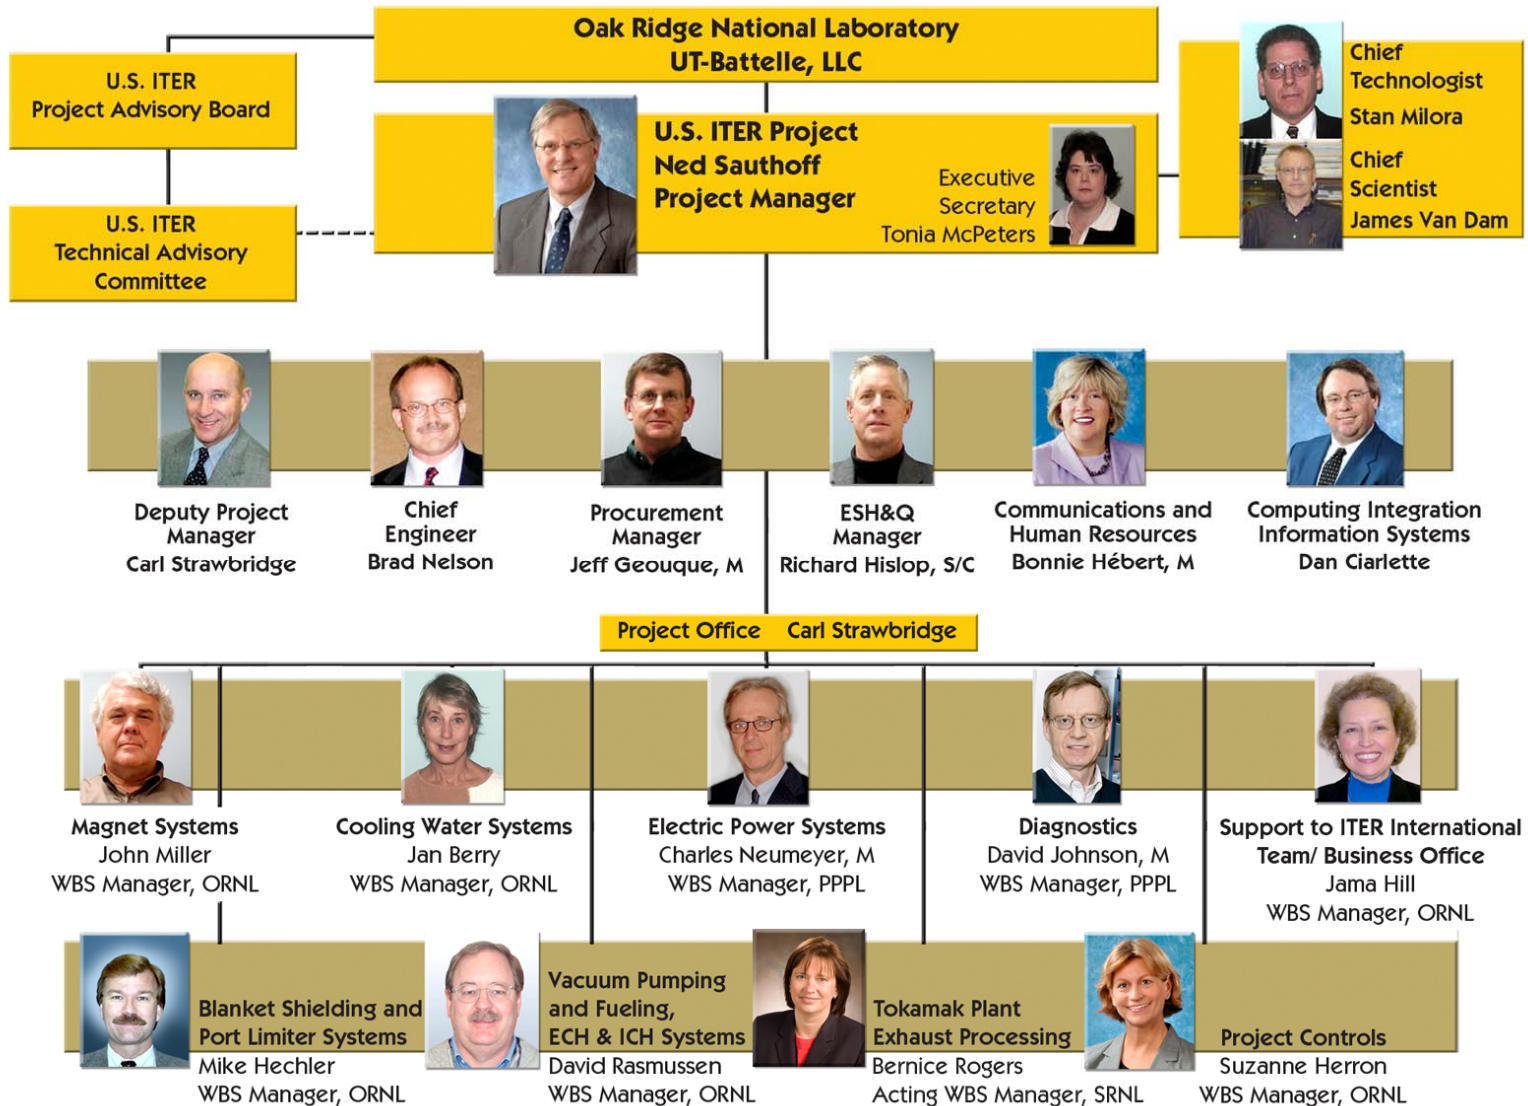 Oak Ridge National Laboratory
UT-Battelle, LLC
U.S. ITER
Project Advisory Board
U.S. ITER
Technical Advisory
Committee
U.S. ITER Project
Ned Sauthoff
Project Manager
Executive
Secretary
Tonia McPeters
Chief
Technologist
Stan Milora
Chief
Scientist
James Van Dam
Deputy Project
Manager
Carl Strawbridge
Chief
Engineer
Brad Nelson
Procurement
Manager
Jeff Geouque, M
ESH&Q
Manager
Richard Hislop, S/C
Communications and
Human Resources
Bonnie Hébert, M
Computing Integration
Information Systems
Dan Ciarlette
Project Office Carl Strawbridge
Magnet Systems
John Miller
WBS Manager, ORNL
Cooling Water Systems
Jan Berry
WBS Manager, ORNL
Electric Power Systems
Charles Neumeyer, M
WBS Manager, PPPL
Diagnostics
David Johnson, M
WBS Manager, PPPL
Support to ITER International
Team/ Business Office
Jama Hill
WBS Manager, ORNL
Blanket Shielding and
Port Limiter Systems
Mike Hechler
WBS Manager, ORNL
Vacuum Pumping
and Fueling,
ECH & ICH Systems
David Rasmussen
WBS Manager, ORNL
Tokamak Plant
Exhaust Processing
Bernice Rogers
Acting WBS Manager, SRNL
Project Controls
Suzanne Herron
WBS Manager, ORNL